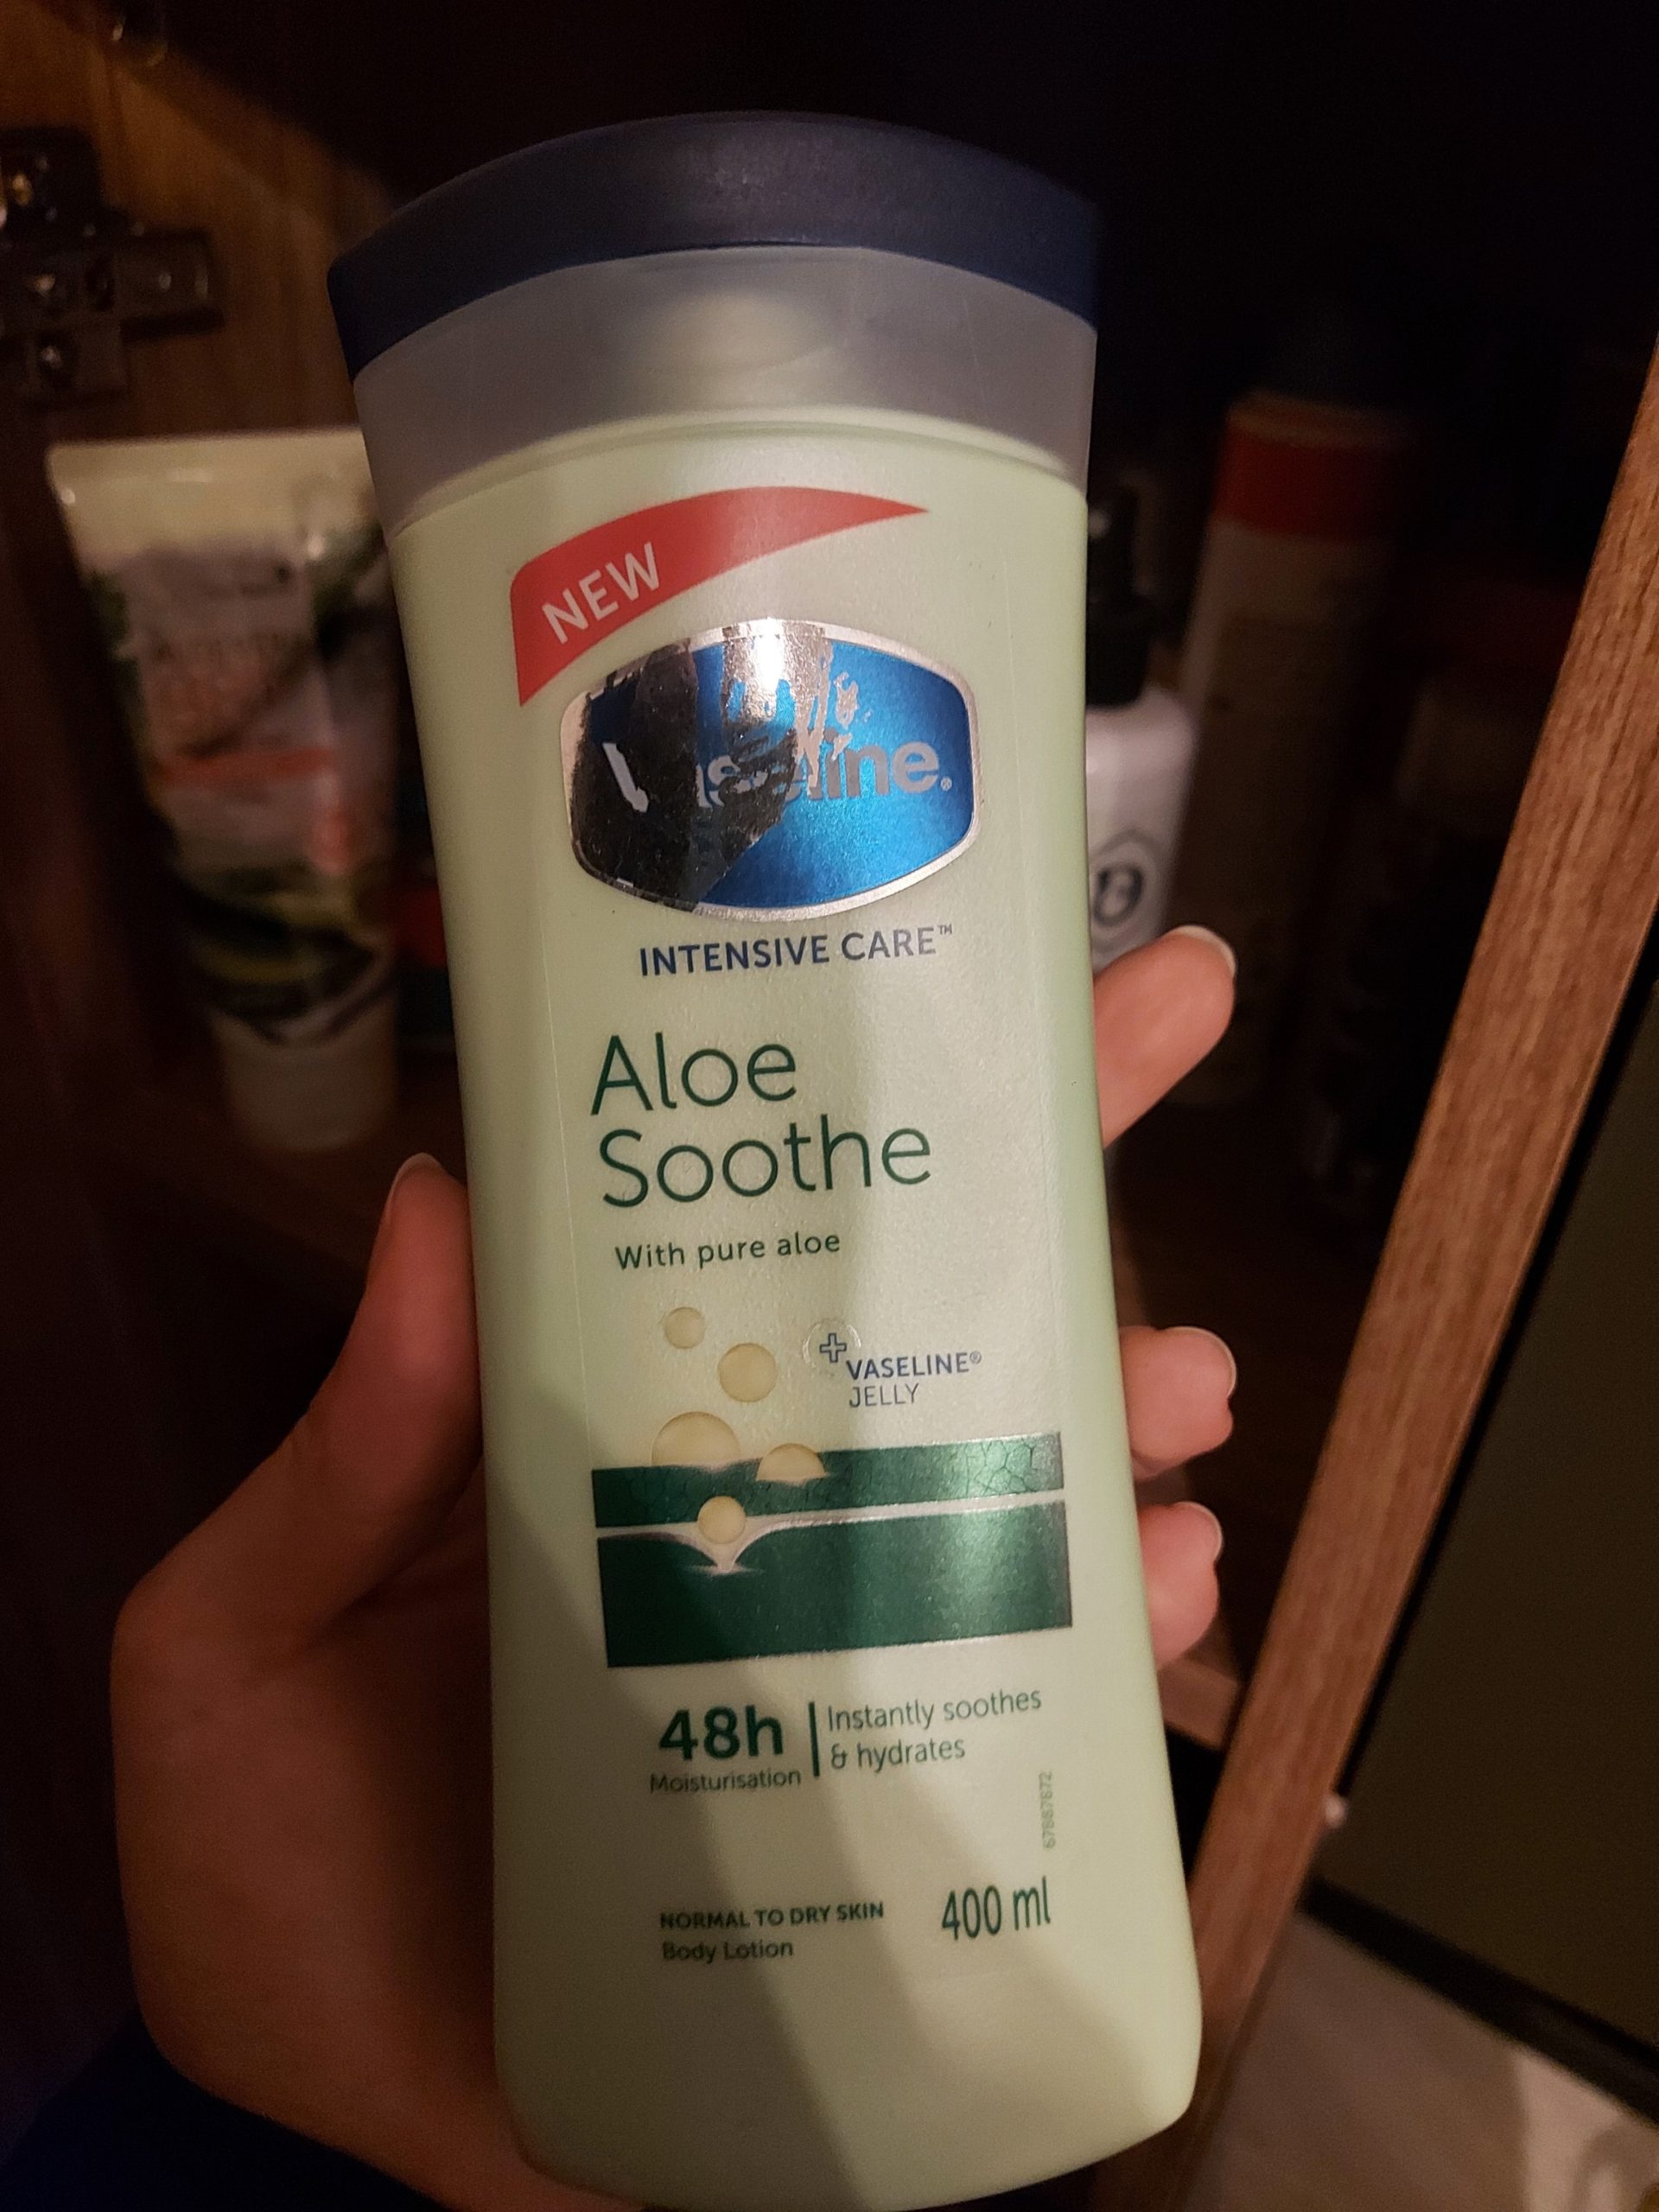 NEW
Vaseline.
INTENSIVE CARE™
Aloe
Soothe
With pure aloe
+
VASELINE®
JELLY
48h
Moisturisation
Instantly soothes
& hydrates
67887872
NORMAL TO DRY SKIN
Body Lotion
400 ml